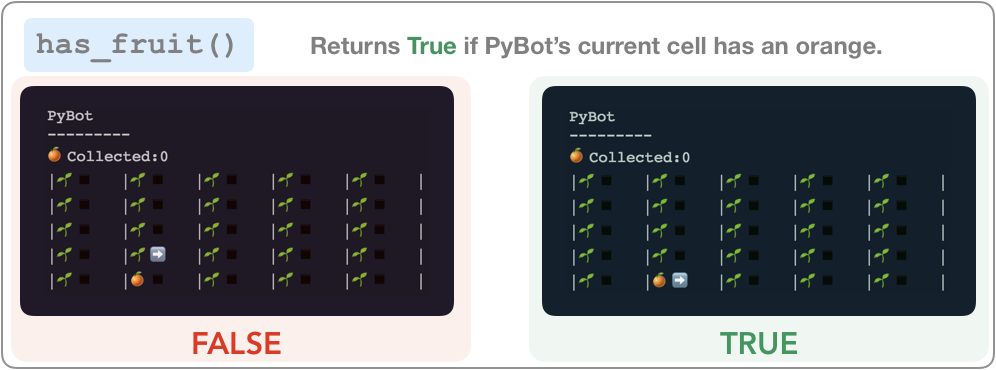 has_fruit()
Returns True if PyBot’s current cell has an orange.
PyBot
---------
🍊 Collected:0
|🌱 ◾ |🌱 ◾ |🌱 ◾ |🌱 ◾ |🌱 ◾ |
|🌱 ◾ |🌱 ◾ |🌱 ◾ |🌱 ◾ |🌱 ◾ |
|🌱 ◾ |🌱 ◾ |🌱 ◾ |🌱 ◾ |🌱 ◾ |
|🌱 ◾ |🌱 ➡️ |🌱 ◾ |🌱 ◾ |🌱 ◾ |
|🌱 ◾ |🍊 ◾ |🌱 ◾ |🌱 ◾ |🌱 ◾ |
FALSE
PyBot
---------
🍊 Collected:0
|🌱 ◾ |🌱 ◾ |🌱 ◾ |🌱 ◾ |🌱 ◾ |
|🌱 ◾ |🌱 ◾ |🌱 ◾ |🌱 ◾ |🌱 ◾ |
|🌱 ◾ |🌱 ◾ |🌱 ◾ |🌱 ◾ |🌱 ◾ |
|🌱 ◾ |🌱 ◾ |🌱 ◾ |🌱 ◾ |🌱 ◾ |
|🌱 ◾ |🍊 ➡️ |🌱 ◾ |🌱 ◾ |🌱 ◾ |
TRUE